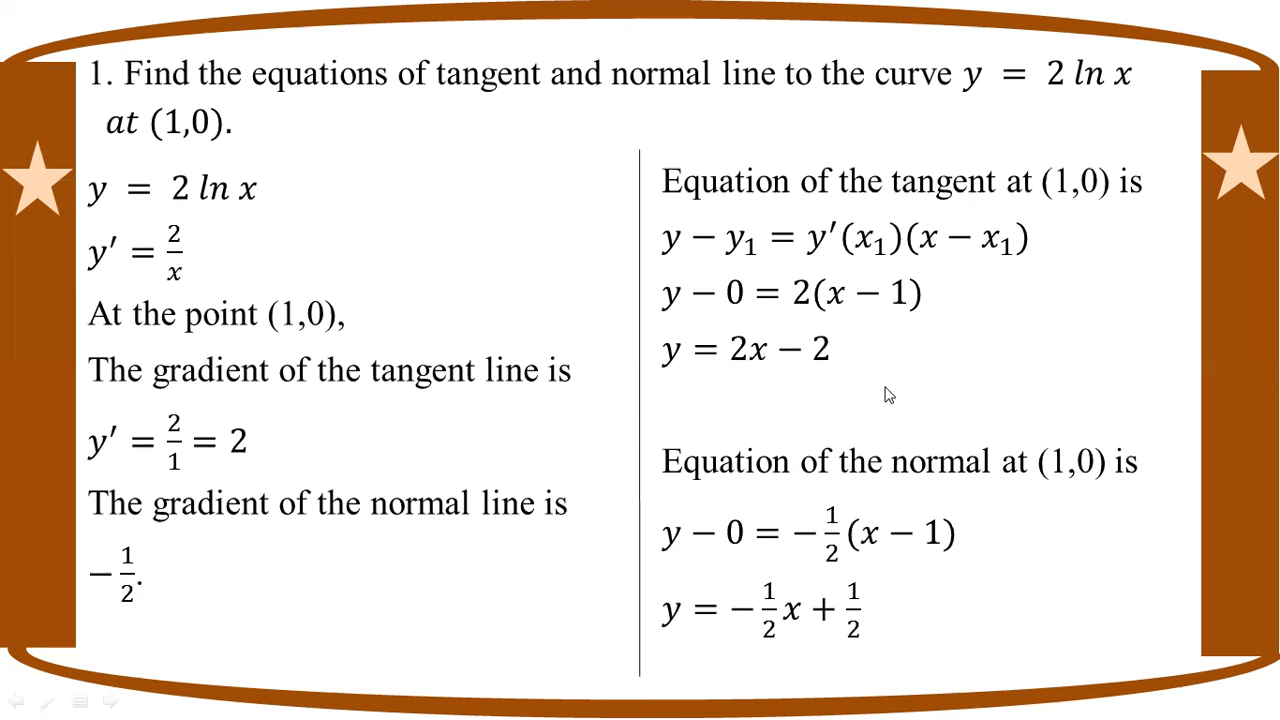 1. Find the equations of tangent and normal line to the curve y = 2 ln x
at (1,0).
y = 2 ln x
y′ = 2/x
At the point (1,0),
The gradient of the tangent line is
y′ = 2/1 = 2
The gradient of the normal line is
−1/2.
Equation of the tangent at (1,0) is
y − y₁ = y′(x₁)(x − x₁)
y − 0 = 2(x − 1)
y = 2x − 2
Equation of the normal at (1,0) is
y − 0 = −1/2(x − 1)
y = −1/2x + 1/2